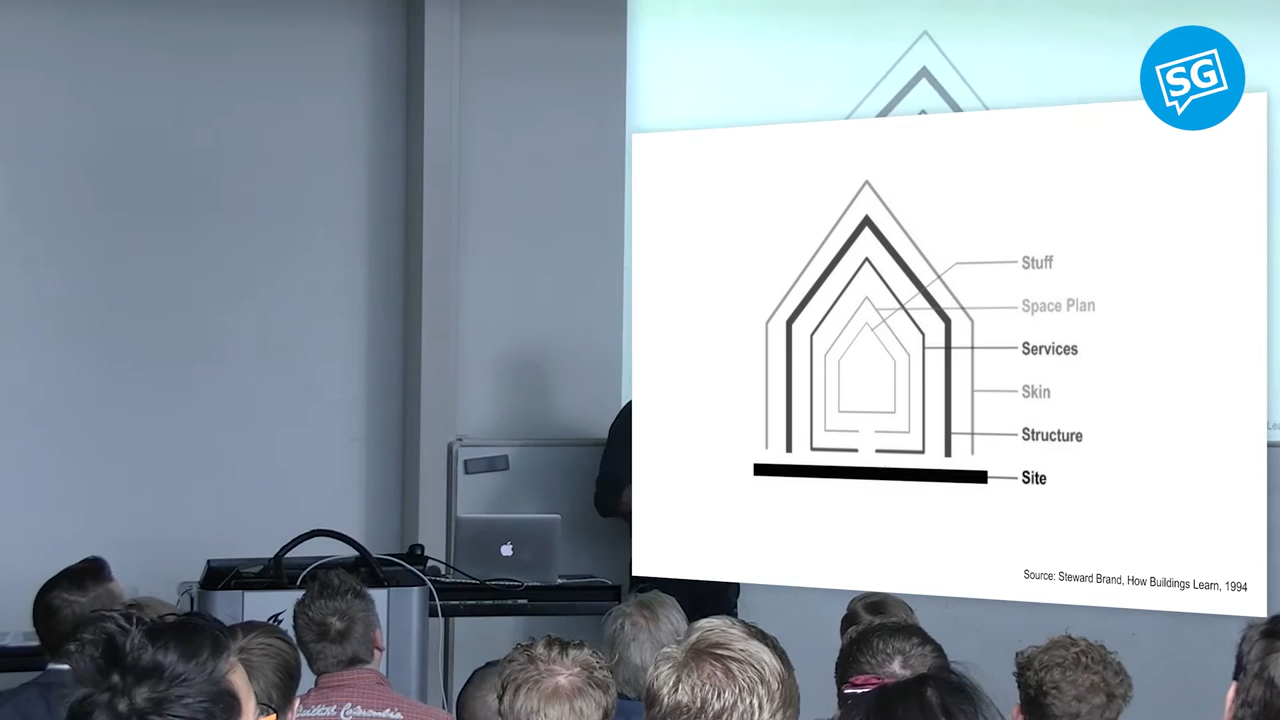 SG
Stuff
Space Plan
Services
Skin
Structure
Site
Source: Steward Brand, How Buildings Learn, 1994